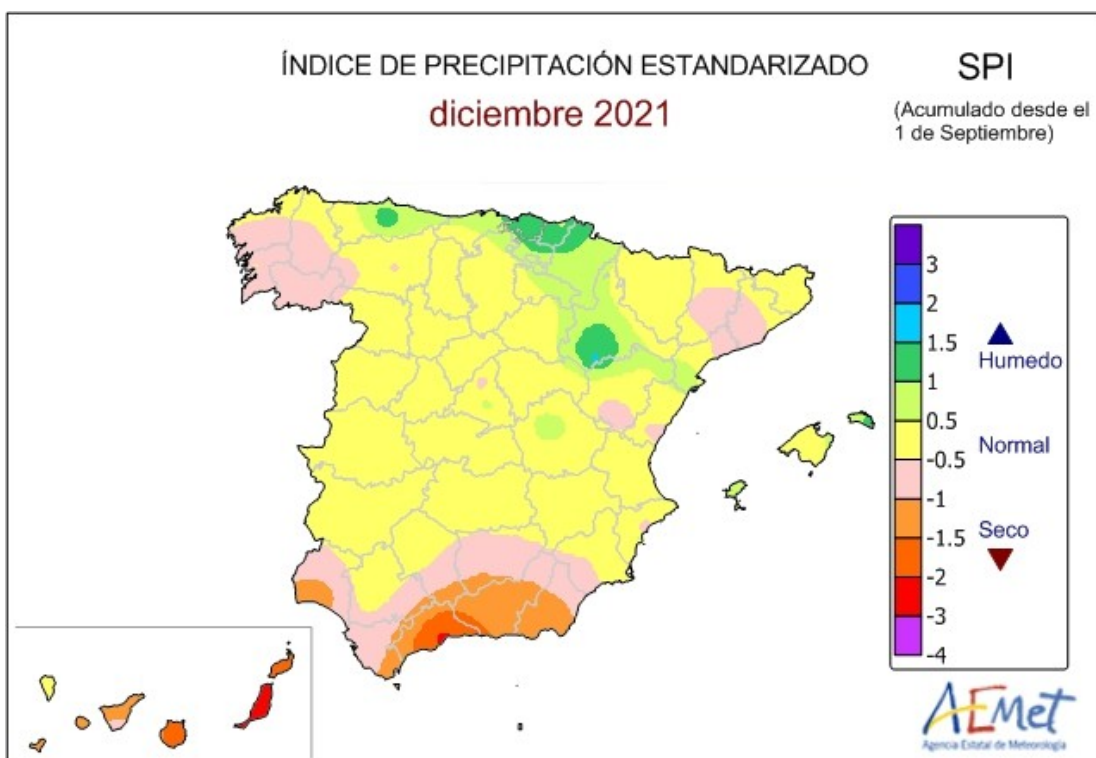 ÍNDICE DE PRECIPITACIÓN ESTANDARIZADO
diciembre 2021
SPI
(Acumulado desde el
1 de Septiembre)
3
2
1.5
Humedo
1
0.5
Normal
-0.5
-1
Seco
-1.5
-2
-3
-4
AEMet
Agencia Estatal de Meteorología